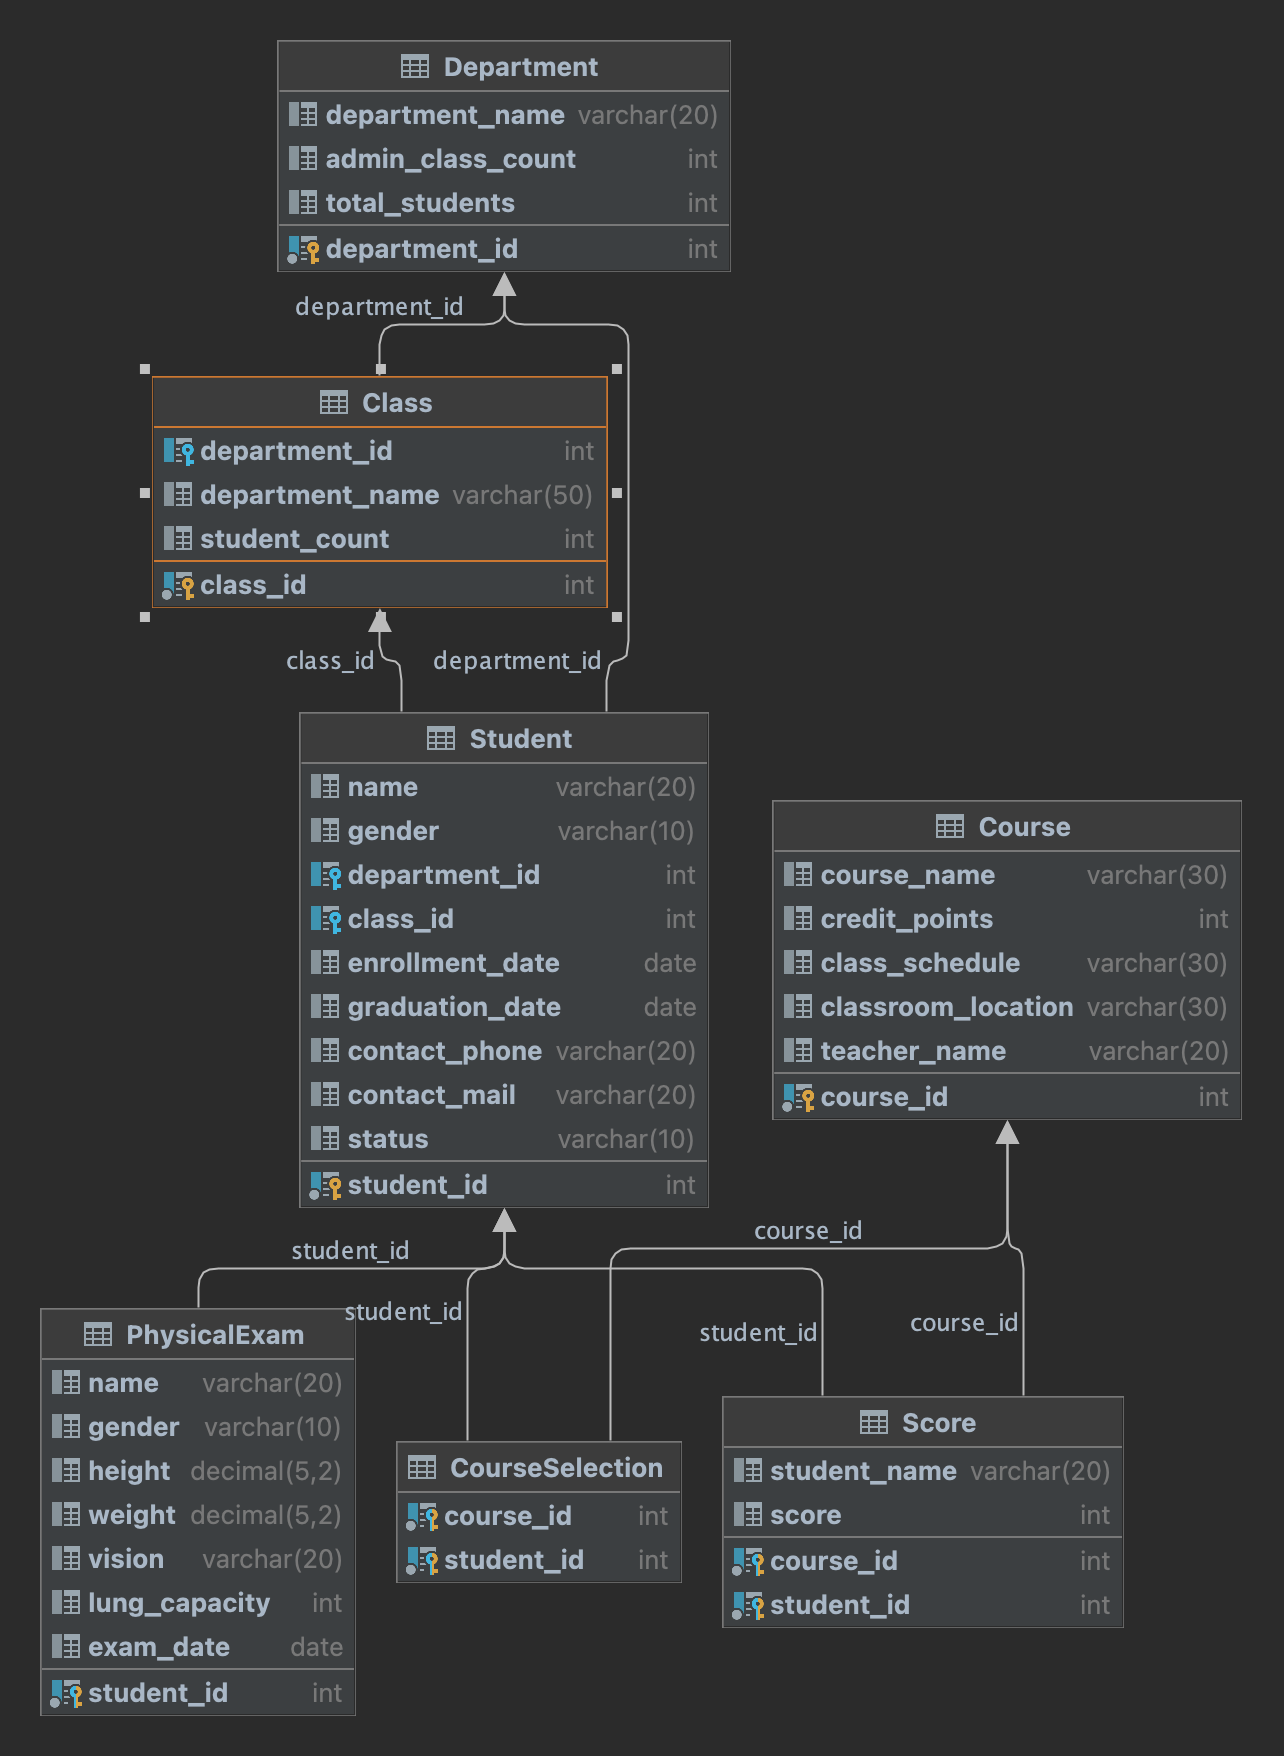 Department
department_name varchar(20)
admin_class_count int
total_students int
department_id int
department_id
Class
department_id int
department_name varchar(50)
student_count int
class_id int
class_id
department_id
Student
name varchar(20)
gender varchar(10)
department_id int
class_id int
enrollment_date date
graduation_date date
contact_phone varchar(20)
contact_mail varchar(20)
status varchar(10)
student_id int
Course
course_name varchar(30)
credit_points int
class_schedule varchar(30)
classroom_location varchar(30)
teacher_name varchar(20)
course_id int
student_id
student_id
course_id
student_id
course_id
PhysicalExam
name varchar(20)
gender varchar(10)
height decimal(5,2)
weight decimal(5,2)
vision varchar(20)
lung_capacity int
exam_date date
student_id int
CourseSelection
course_id int
student_id int
Score
student_name varchar(20)
score int
course_id int
student_id int